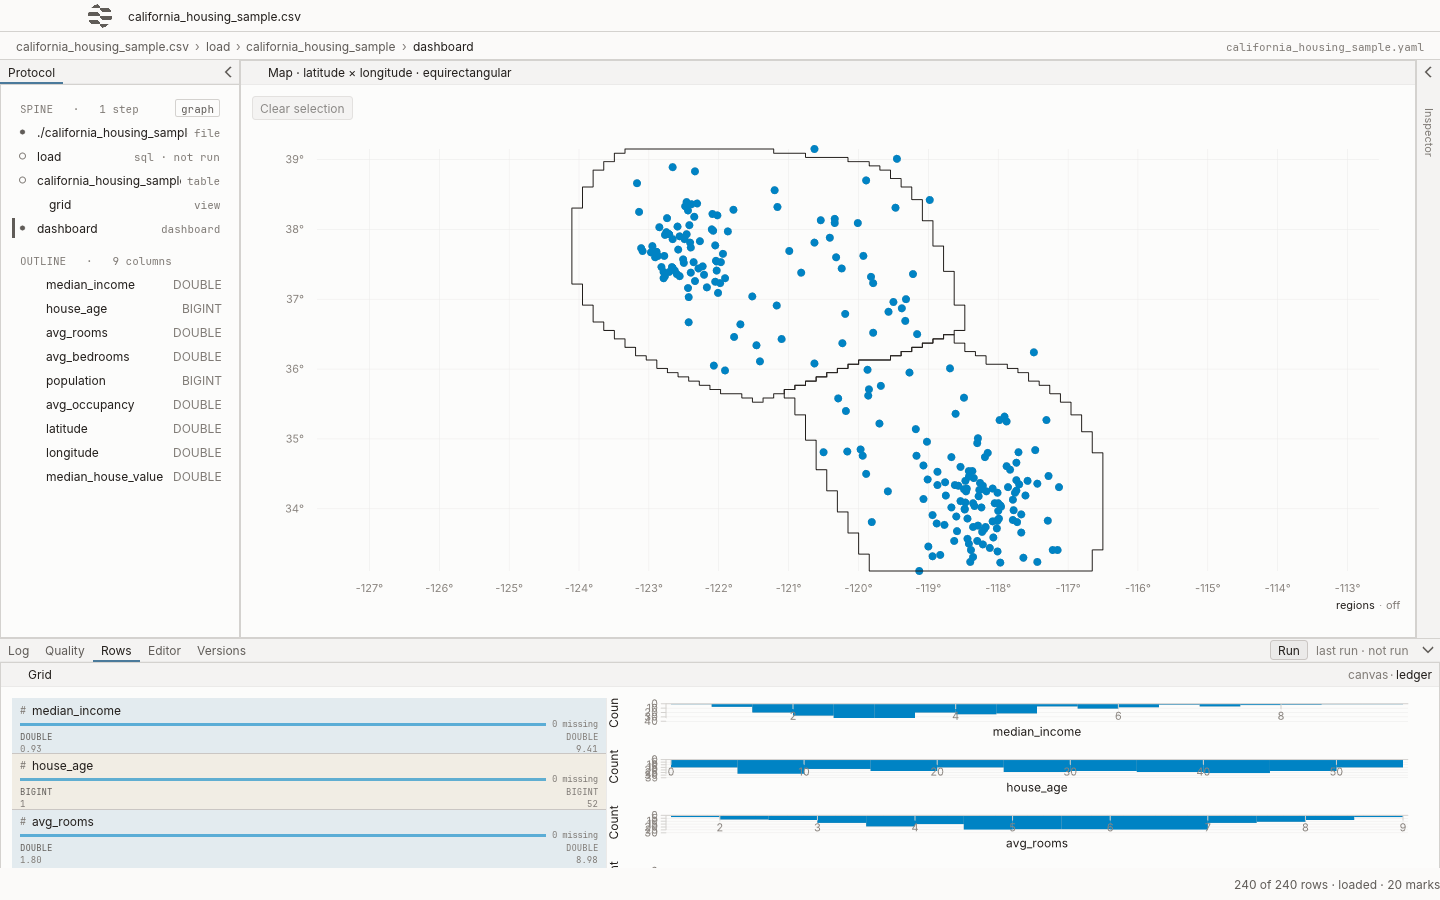 california_housing_sample.csv
california_housing_sample.csv › load › california_housing_sample › dashboard
california_housing_sample.yaml
Protocol
Map · latitude × longitude · equirectangular
Inspector
SPINE · 1 step graph
./california_housing_sampl file
load sql · not run
california_housing_sampl table
grid view
dashboard dashboard
OUTLINE · 9 columns
median_income DOUBLE
house_age BIGINT
avg_rooms DOUBLE
avg_bedrooms DOUBLE
population BIGINT
avg_occupancy DOUBLE
latitude DOUBLE
longitude DOUBLE
median_house_value DOUBLE
Clear selection
39°
38°
37°
36°
35°
34°
-127° -126° -125° -124° -123° -122° -121° -120° -119° -118° -117° -116° -115° -114° -113°
regions · off
Log Quality Rows Editor Versions
Run last run · not run
Grid
canvas · ledger
# median_income
0 missing
DOUBLE DOUBLE
0.93 9.41
Coun
2 4 6 8
median_income
# house_age
0 missing
BIGINT BIGINT
1 52
Count
0 10 20 30 40 50
house_age
# avg_rooms
0 missing
DOUBLE DOUBLE
1.80 8.98
Count
2 3 4 5 6 7 8 9
avg_rooms
240 of 240 rows · loaded · 20 marks